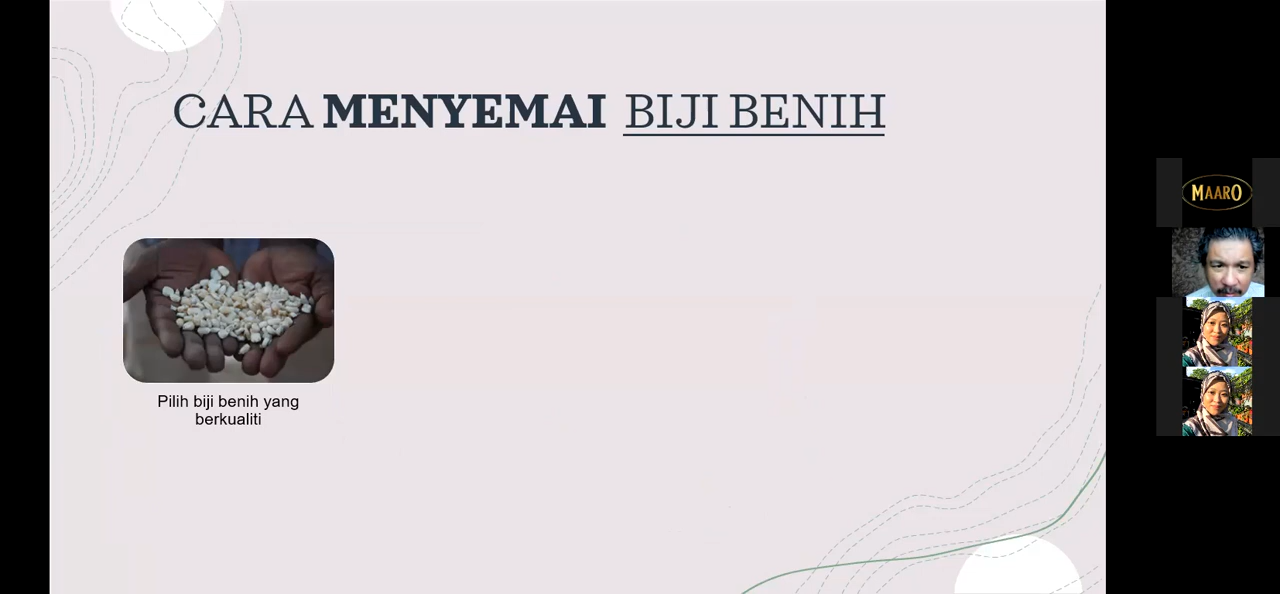 CARA MENYEMAI BIJI BENIH
Pilih biji benih yang
berkualiti
MAARO